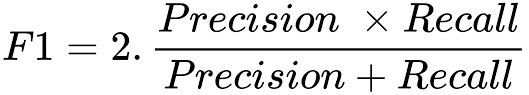 F1 = 2. Precision × Recall
Precision + Recall